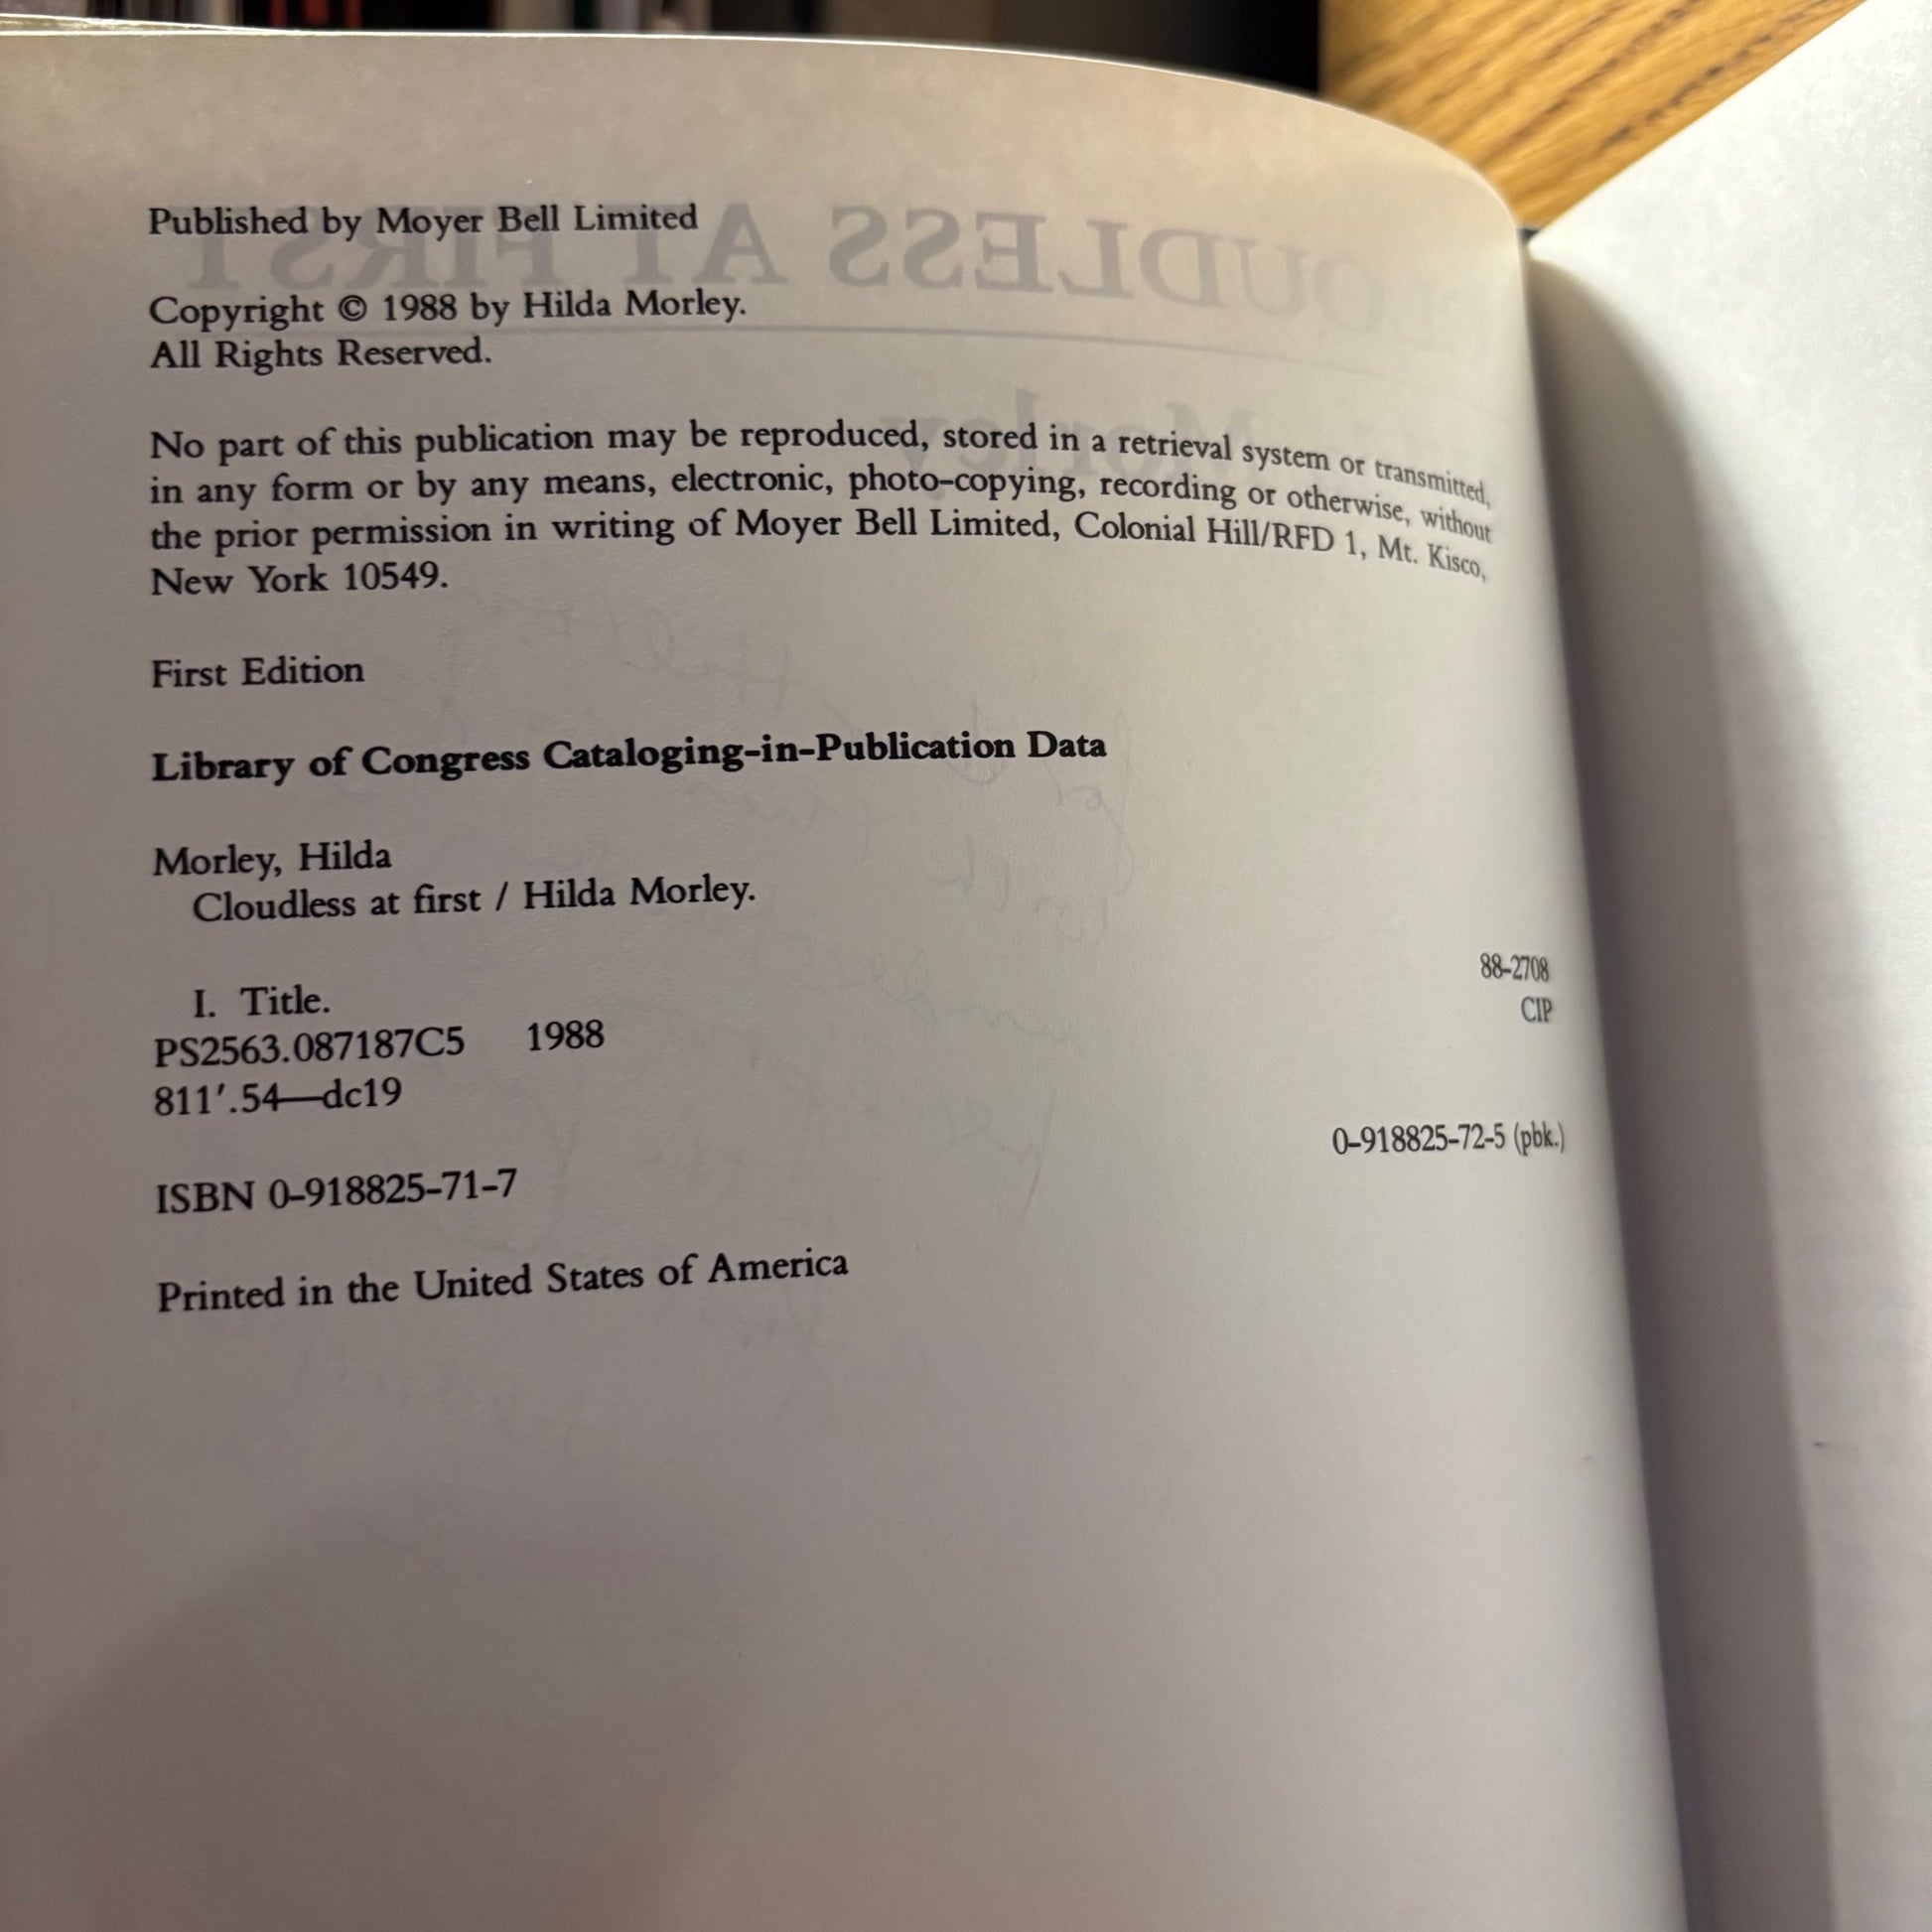 Published by Moyer Bell Limited
Copyright © 1988 by Hilda Morley.
All Rights Reserved.
No part of this publication may be reproduced, stored in a retrieval system or transmitted,
in any form or by any means, electronic, photo-copying, recording or otherwise, without
the prior permission in writing of Moyer Bell Limited, Colonial Hill/RFD 1, Mt. Kisco,
New York 10549.
First Edition
Library of Congress Cataloging-in-Publication Data
Morley, Hilda
Cloudless at first / Hilda Morley.
I. Title.
PS2563.087187C5 1988
811'.54—dc19
88-2708
CIP
ISBN 0-918825-71-7
0-918825-72-5 (pbk.)
Printed in the United States of America